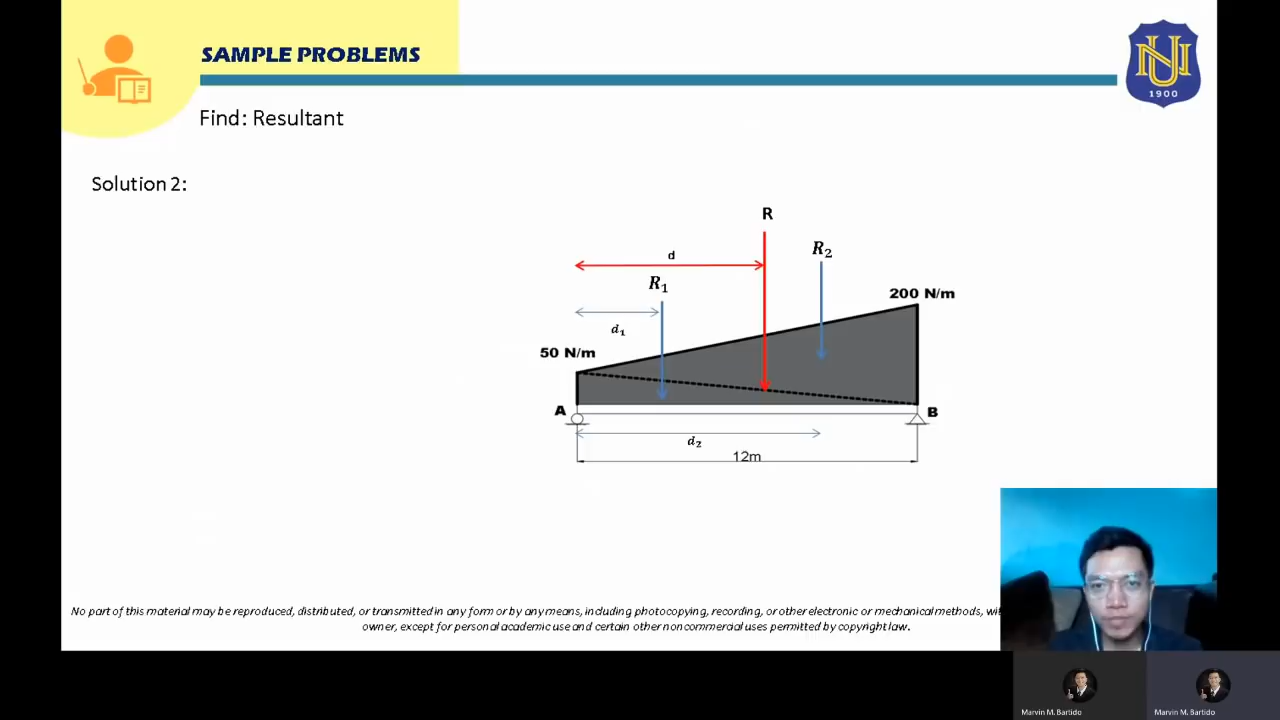 SAMPLE PROBLEMS
NU
1900
Find: Resultant
Solution 2:
R
R₂
d
R₁
200 N/m
d₁
50 N/m
A
B
d₂
12m
No part of this material may be reproduced, distributed, or transmitted in any form or by any means, including photocopying, recording, or other electronic or mechanical methods,
owner, except for personal academic use and certain other noncommercial uses permitted by copyright law.
Marvin M. Bartido
Marvin M. Bartido